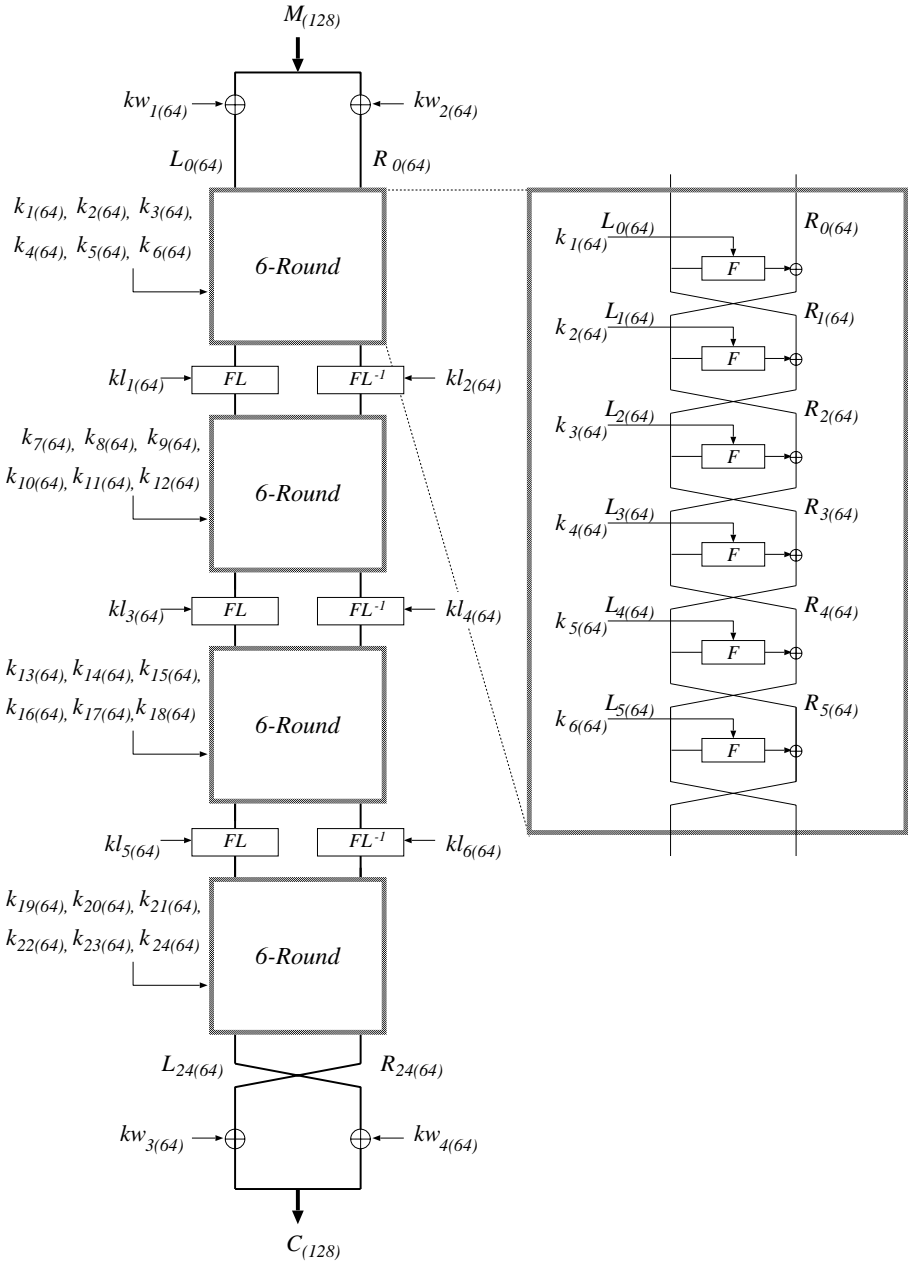 M(128)
kw1(64)
kw2(64)
L0(64)
R0(64)
k1(64), k2(64), k3(64),
k4(64), k5(64), k6(64)
6-Round
kl1(64)
FL
FL-1
kl2(64)
k7(64), k8(64), k9(64),
k10(64), k11(64), k12(64)
6-Round
kl3(64)
FL
FL-1
kl4(64)
k13(64), k14(64), k15(64),
k16(64), k17(64), k18(64)
6-Round
kl5(64)
FL
FL-1
kl6(64)
k19(64), k20(64), k21(64),
k22(64), k23(64), k24(64)
6-Round
L24(64)
R24(64)
kw3(64)
kw4(64)
C(128)
L0(64)
R0(64)
k1(64)
F
L1(64)
R1(64)
k2(64)
F
L2(64)
R2(64)
k3(64)
F
L3(64)
R3(64)
k4(64)
F
L4(64)
R4(64)
k5(64)
F
L5(64)
R5(64)
k6(64)
F